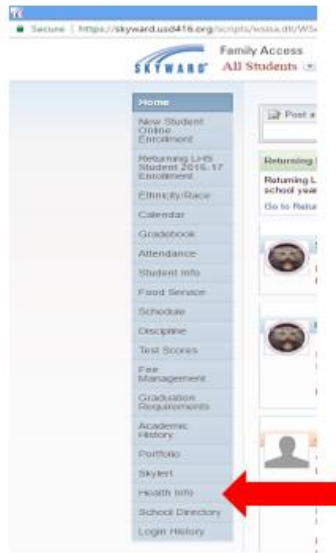 Secure | https://skyward.usd416.org/scripts/wsisa.dll/WSe
SKYWARD
Family Access
All Students
Home
New Student
Online
Enrollment
Returning LHS
Student 2016-17
Enrollment
Ethnicity/Race
Calendar
Gradebook
Attendance
Student Info
Food Service
Schedule
Discipline
Test Scores
Fee
Management
Graduation
Requirements
Academic
History
Portfolio
Skylert
Health Info
School Directory
Login History
Post a
Returning
Returning L
school year
Go to Retu